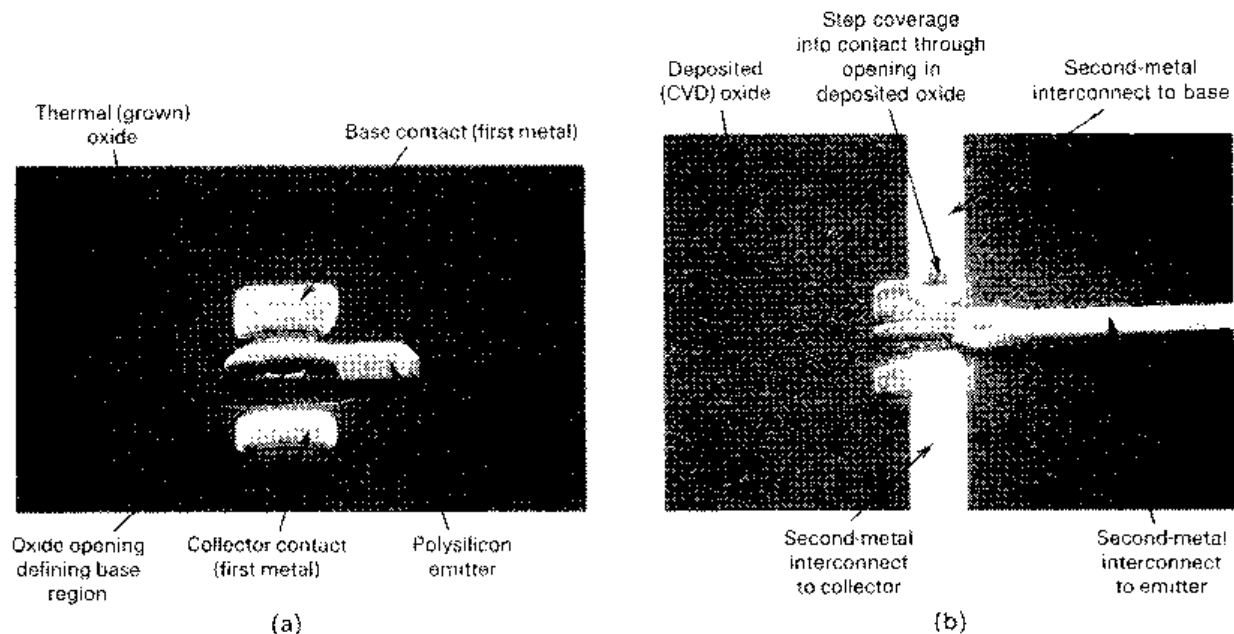 Thermal (grown)
oxide
Base contact (first metal)
Oxide opening
defining base
region
Collector contact
(first metal)
Polysilicon
emitter
(a)
Deposited
(CVD) oxide
Step coverage
into contact through
opening in
deposited oxide
Second-metal
interconnect to base
Second-metal
interconnect
to collector
Second-metal
interconnect
to emitter
(b)